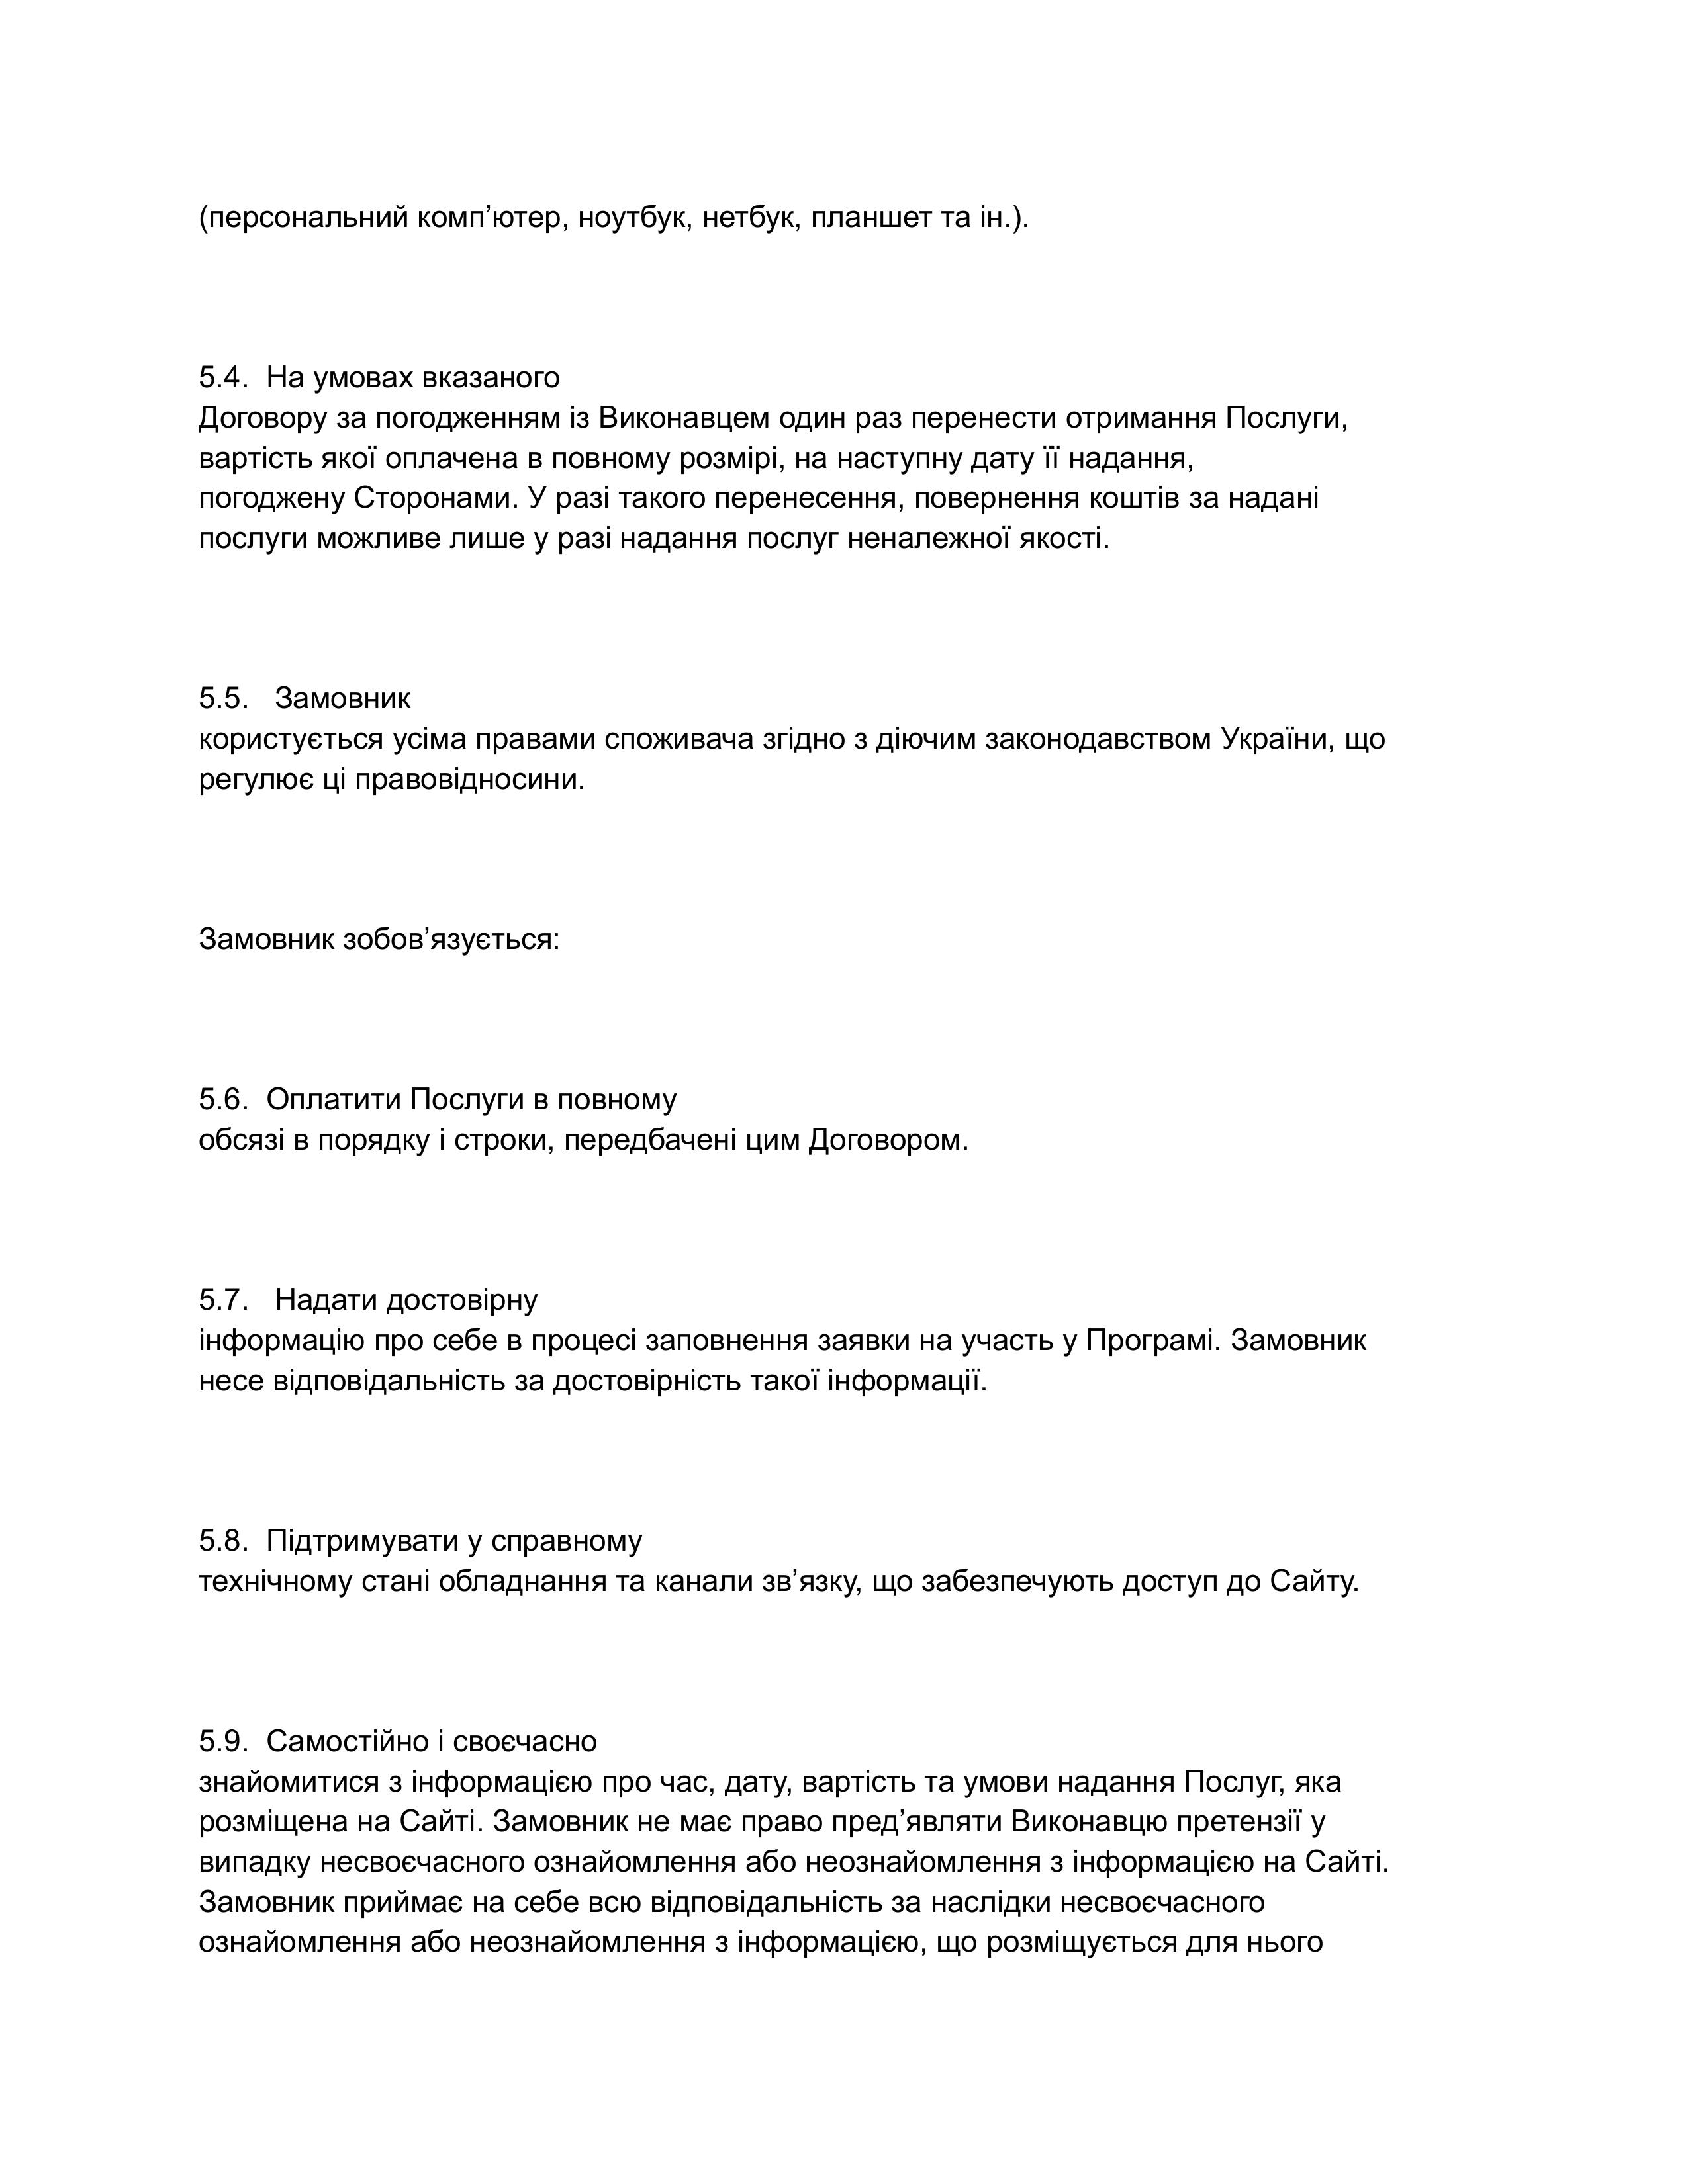 (персональний комп’ютер, ноутбук, нетбук, планшет та ін.).
5.4.  На умовах вказаного
Договору за погодженням із Виконавцем один раз перенести отримання Послуги,
вартість якої оплачена в повному розмірі, на наступну дату її надання,
погоджену Сторонами. У разі такого перенесення, повернення коштів за надані
послуги можливе лише у разі надання послуг неналежної якості.
5.5.   Замовник
користується усіма правами споживача згідно з діючим законодавством України, що
регулює ці правовідносини.
Замовник зобов’язується:
5.6.  Оплатити Послуги в повному
обсязі в порядку і строки, передбачені цим Договором.
5.7.   Надати достовірну
інформацію про себе в процесі заповнення заявки на участь у Програмі. Замовник
несе відповідальність за достовірність такої інформації.
5.8.  Підтримувати у справному
технічному стані обладнання та канали зв’язку, що забезпечують доступ до Сайту.
5.9.  Самостійно і своєчасно
знайомитися з інформацією про час, дату, вартість та умови надання Послуг, яка
розміщена на Сайті. Замовник не має право пред’являти Виконавцю претензії у
випадку несвоєчасного ознайомлення або неознайомлення з інформацією на Сайті.
Замовник приймає на себе всю відповідальність за наслідки несвоєчасного
ознайомлення або неознайомлення з інформацією, що розміщується для нього